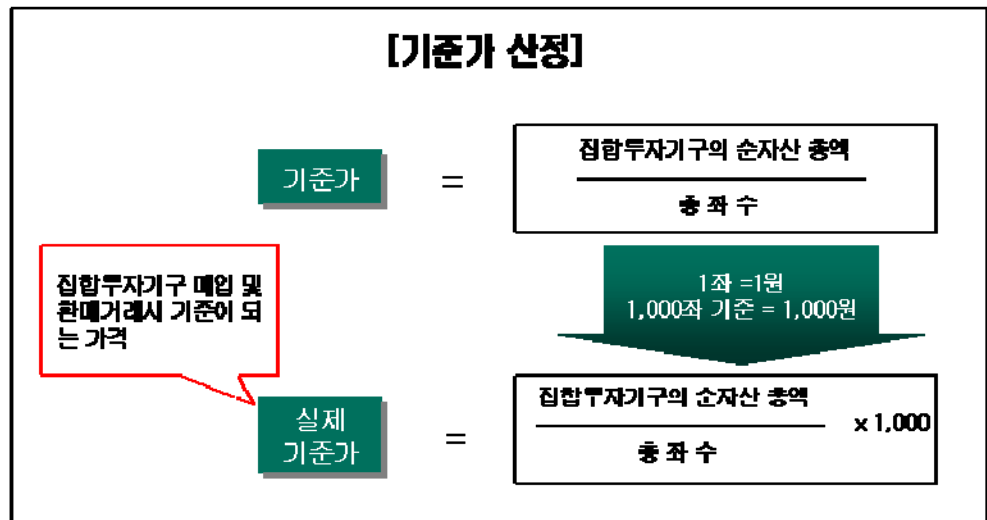 [기준가 산정]
기준가
=
집합투자기구의 순자산 총액
총 좌 수
집합투자기구 매입 및
환매거래시 기준이 되
는 가격
1좌 =1원
1,000좌 기준 = 1,000원
실제
기준가
=
집합투자기구의 순자산 총액
총 좌 수
x 1,000